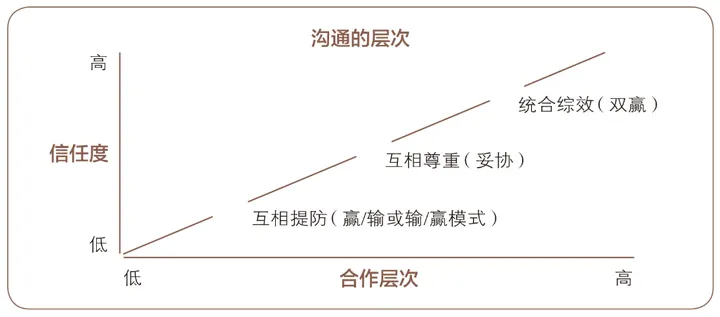 沟通的层次
高
统合综效（双赢）
信任度
互相尊重（妥协）
互相提防（赢/输或输/赢模式）
低
低
合作层次
高